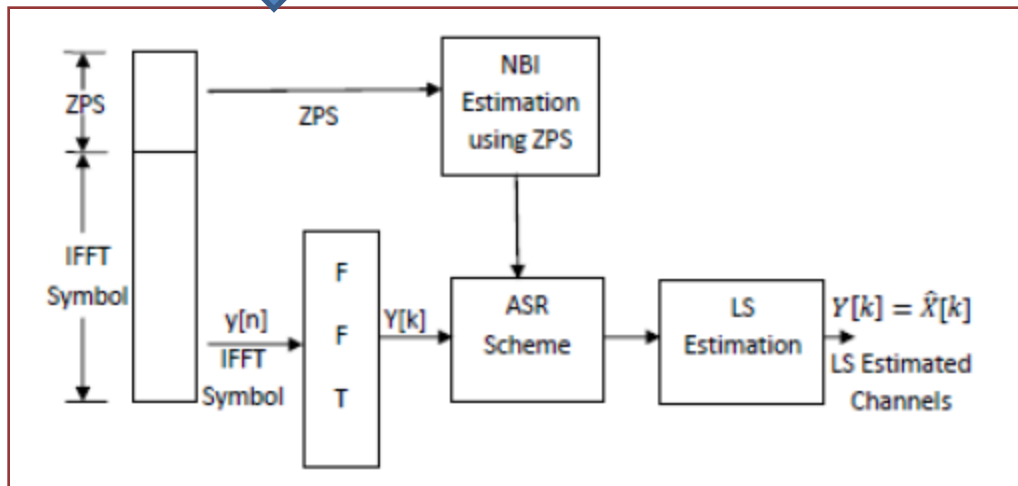 ZPS
IFFT
Symbol
ZPS
NBI
Estimation
using ZPS
y[n]
IFFT
Symbol
F
F
T
Y[k]
ASR
Scheme
LS
Estimation
Y[k] = X̂[k]
LS Estimated
Channels